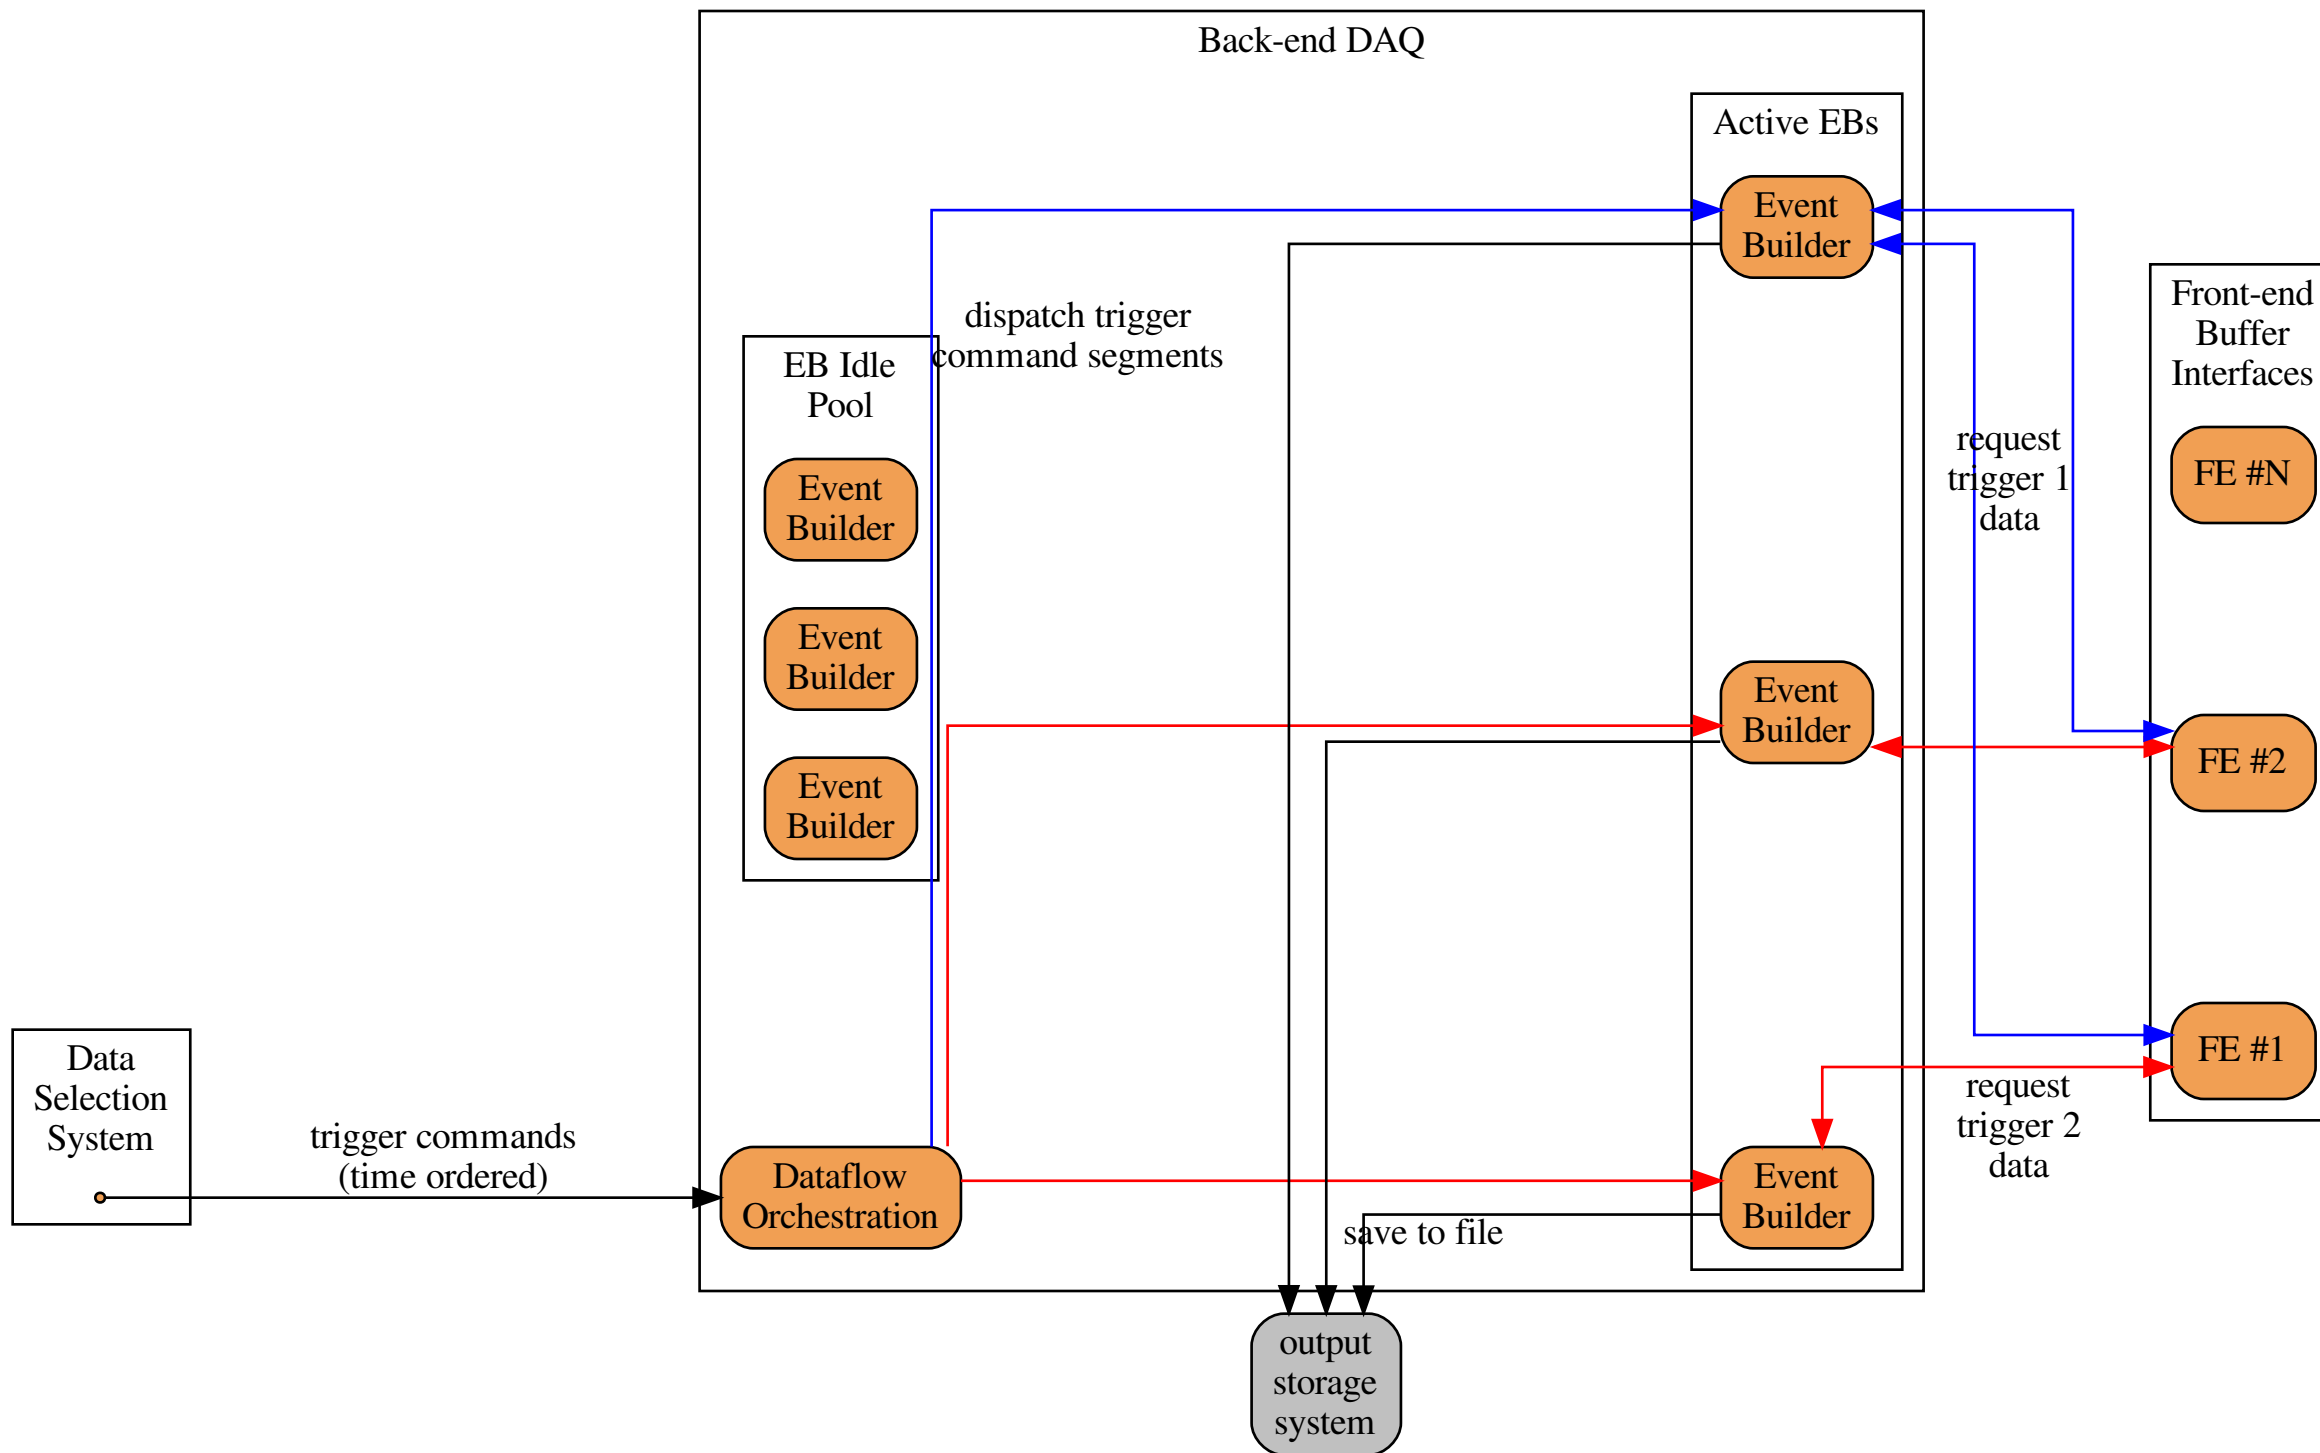 Back-end DAQ
Active EBs
Event
Builder
dispatch trigger
command segments
Front-end
Buffer
Interfaces
EB Idle
Pool
request
trigger 1
data
FE #N
Event
Builder
Event
Builder
Event
Builder
FE #2
Event
Builder
FE #1
Data
Selection
System
trigger commands
(time ordered)
request
trigger 2
data
Dataflow
Orchestration
Event
Builder
save to file
output
storage
system